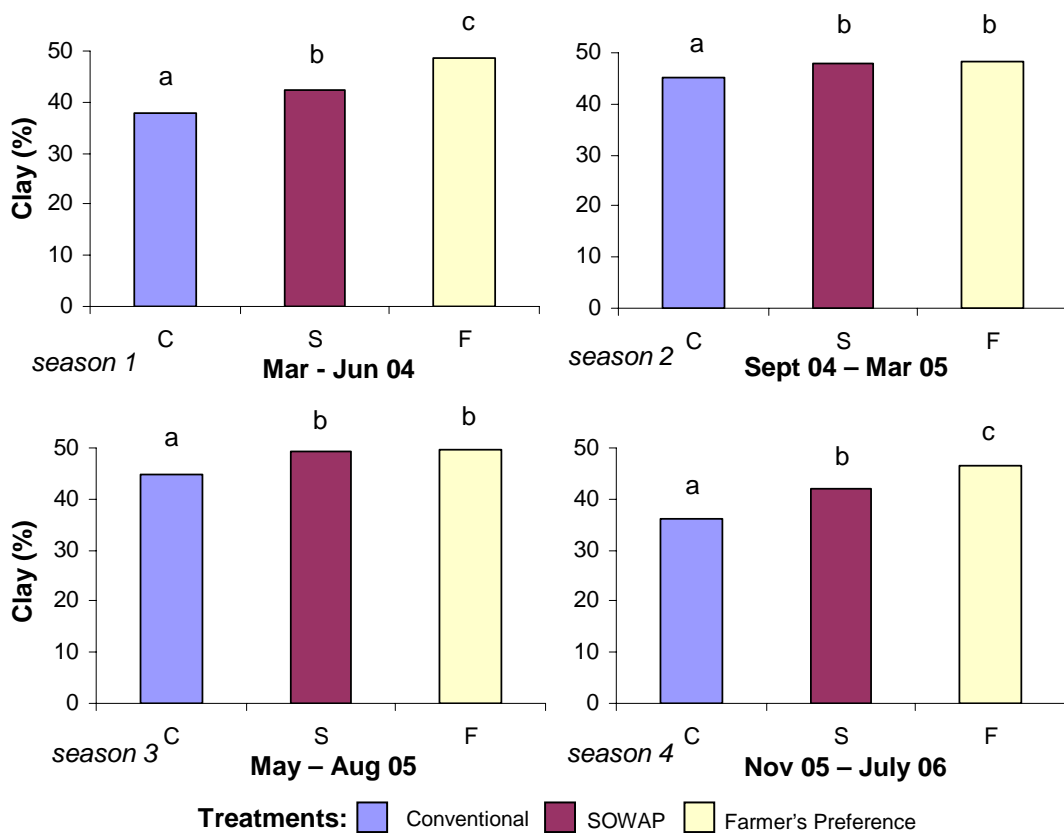 a b c
Clay (%)
50
40
30
20
10
0
C S F
season 1
Mar - Jun 04
a b b
50
40
30
20
10
0
C S F
season 2
Sept 04 – Mar 05
a b b
Clay (%)
50
40
30
20
10
0
C S F
season 3
May – Aug 05
a b c
50
40
30
20
10
0
C S F
season 4
Nov 05 – July 06
Treatments: Conventional SOWAP Farmer's Preference